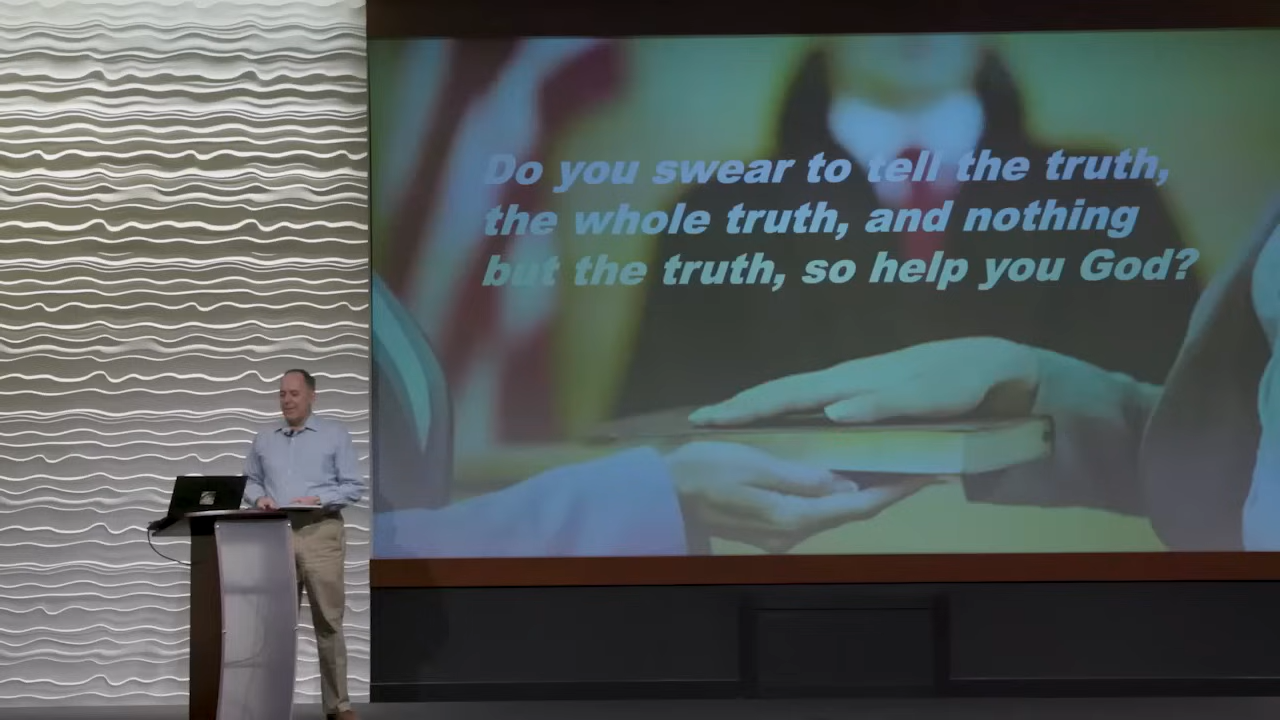 Do you swear to tell the truth,
the whole truth, and nothing
but the truth, so help you God?